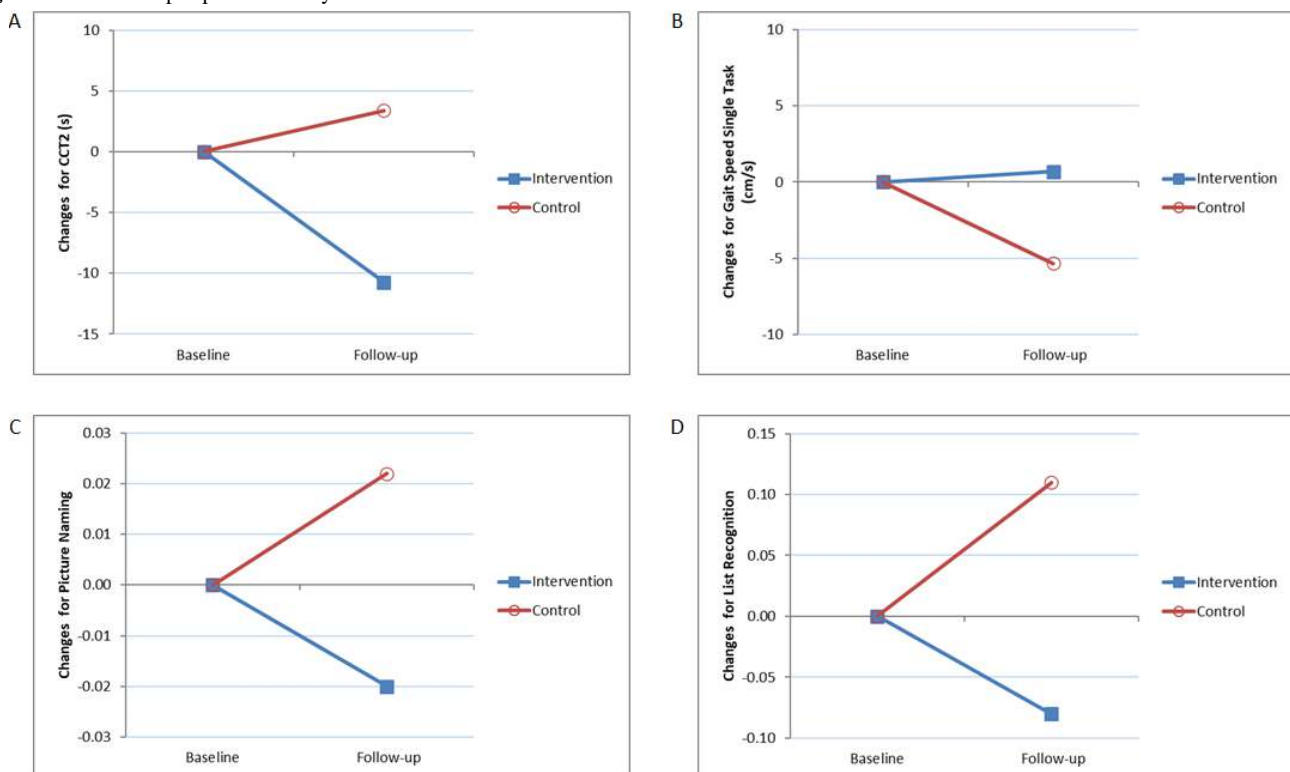 A
Changes for CCT2 (s)
10
5
0
-5
-10
-15
Baseline
Follow-up
Intervention
Control
B
Changes for Gait Speed Single Task
(cm/s)
10
5
0
-5
-10
Baseline
Follow-up
Intervention
Control
C
Changes for Picture Naming
0.03
0.02
0.01
0.00
-0.01
-0.02
-0.03
Baseline
Follow-up
Intervention
Control
D
Changes for List Recognition
0.15
0.10
0.05
0.00
-0.05
-0.10
Baseline
Follow-up
Intervention
Control